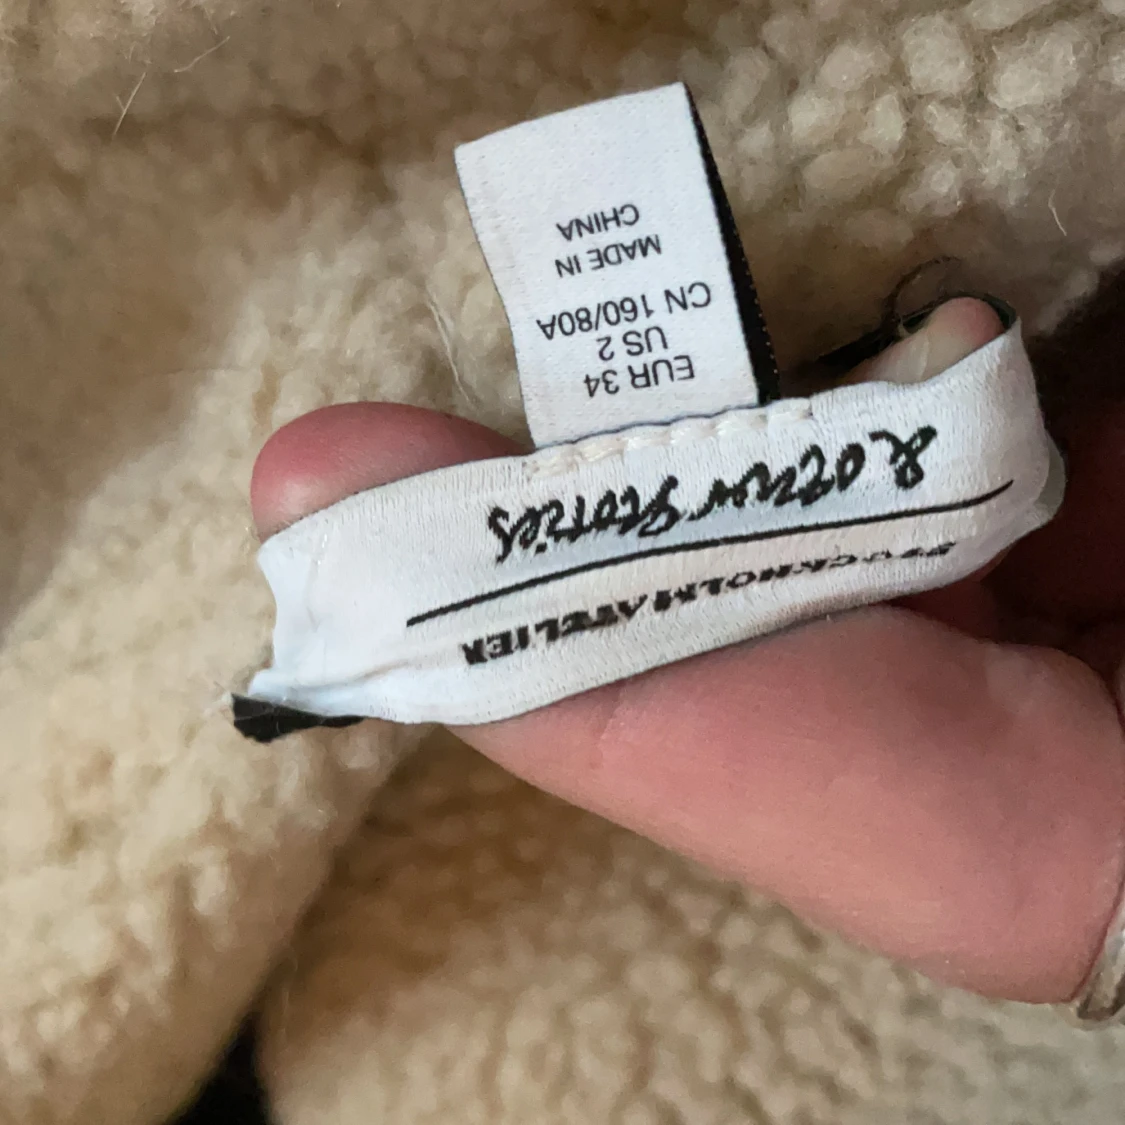 STOCKHOLM ATELIER
& other Stories
EUR 34
US 2
CN 160/80A
MADE IN
CHINA